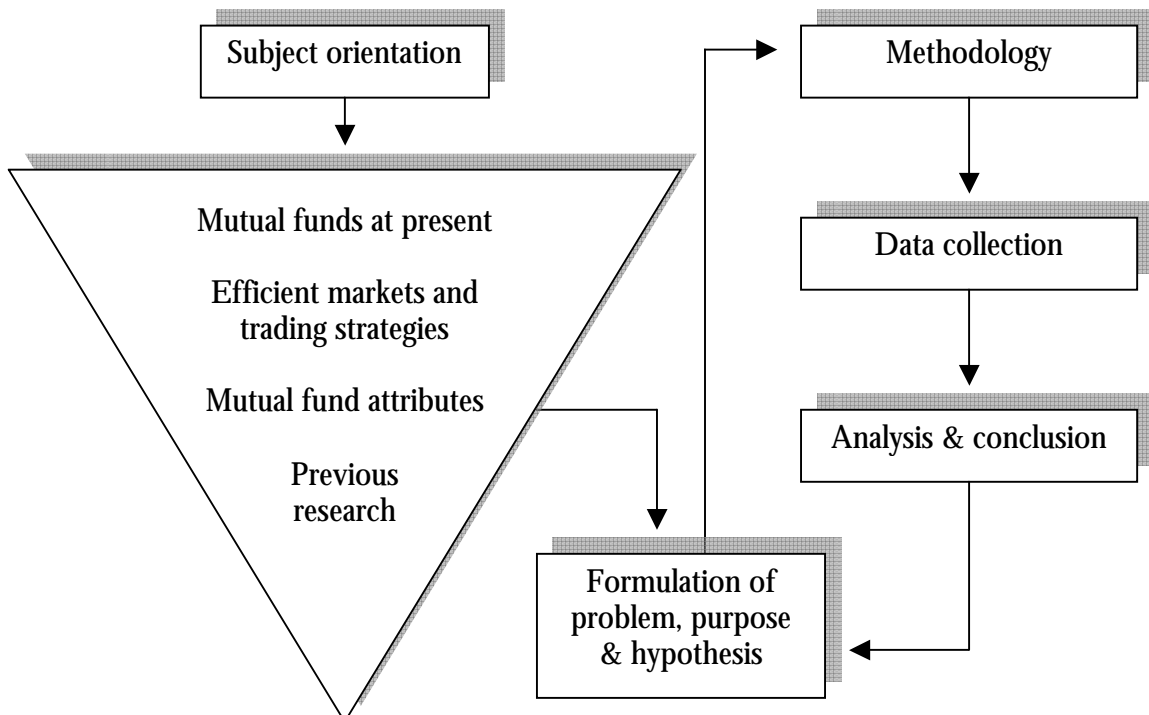 Subject orientation
Mutual funds at present
Efficient markets and
trading strategies
Mutual fund attributes
Previous
research
Formulation of
problem, purpose
& hypothesis
Methodology
Data collection
Analysis & conclusion